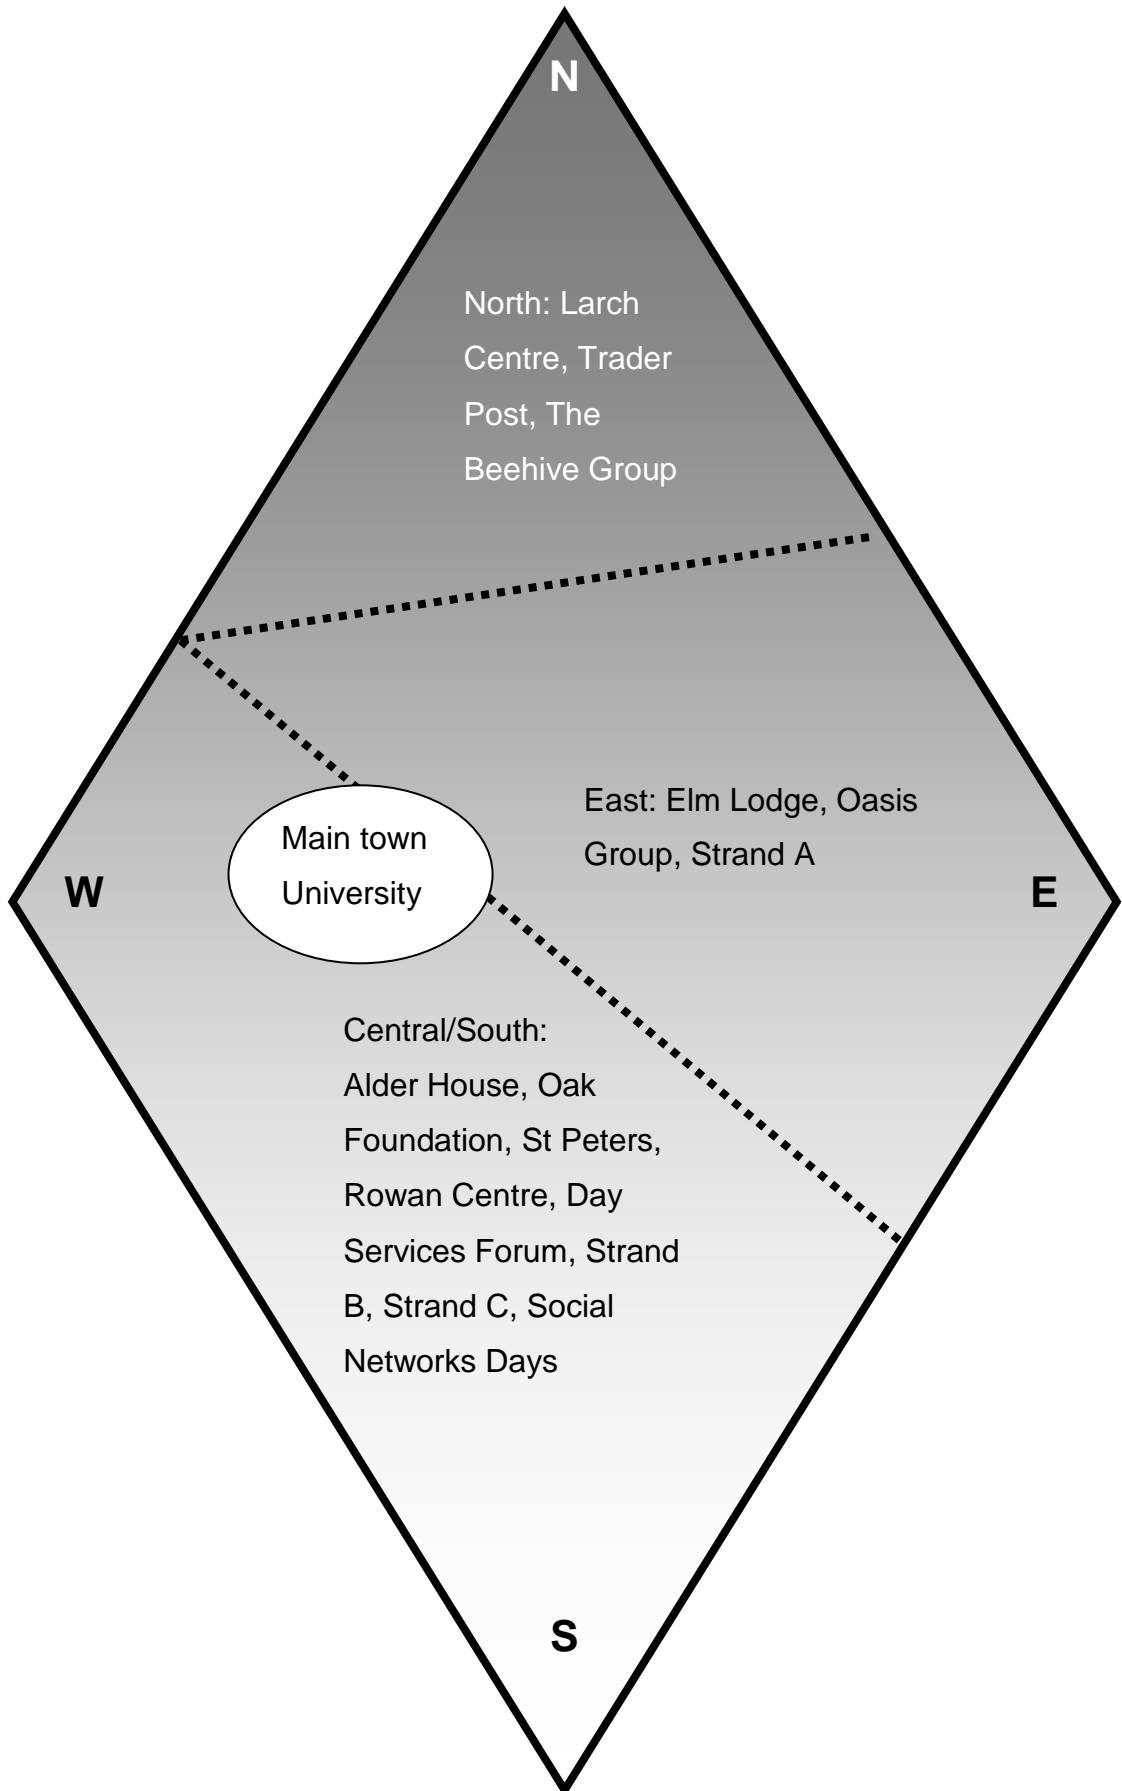 N
North: Larch
Centre, Trader
Post, The
Beehive Group
East: Elm Lodge, Oasis
Group, Strand A
Main town
University
W
E
Central/South:
Alder House, Oak
Foundation, St Peters,
Rowan Centre, Day
Services Forum, Strand
B, Strand C, Social
Networks Days
S